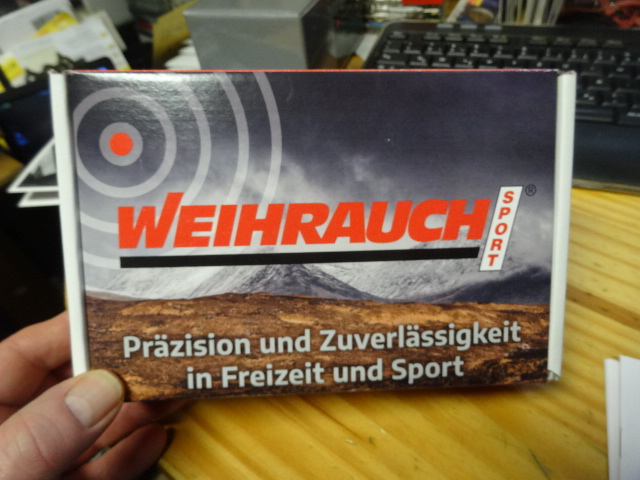 WEIHRAUCH SPORT ®
Präzision und Zuverlässigkeit
in Freizeit und Sport